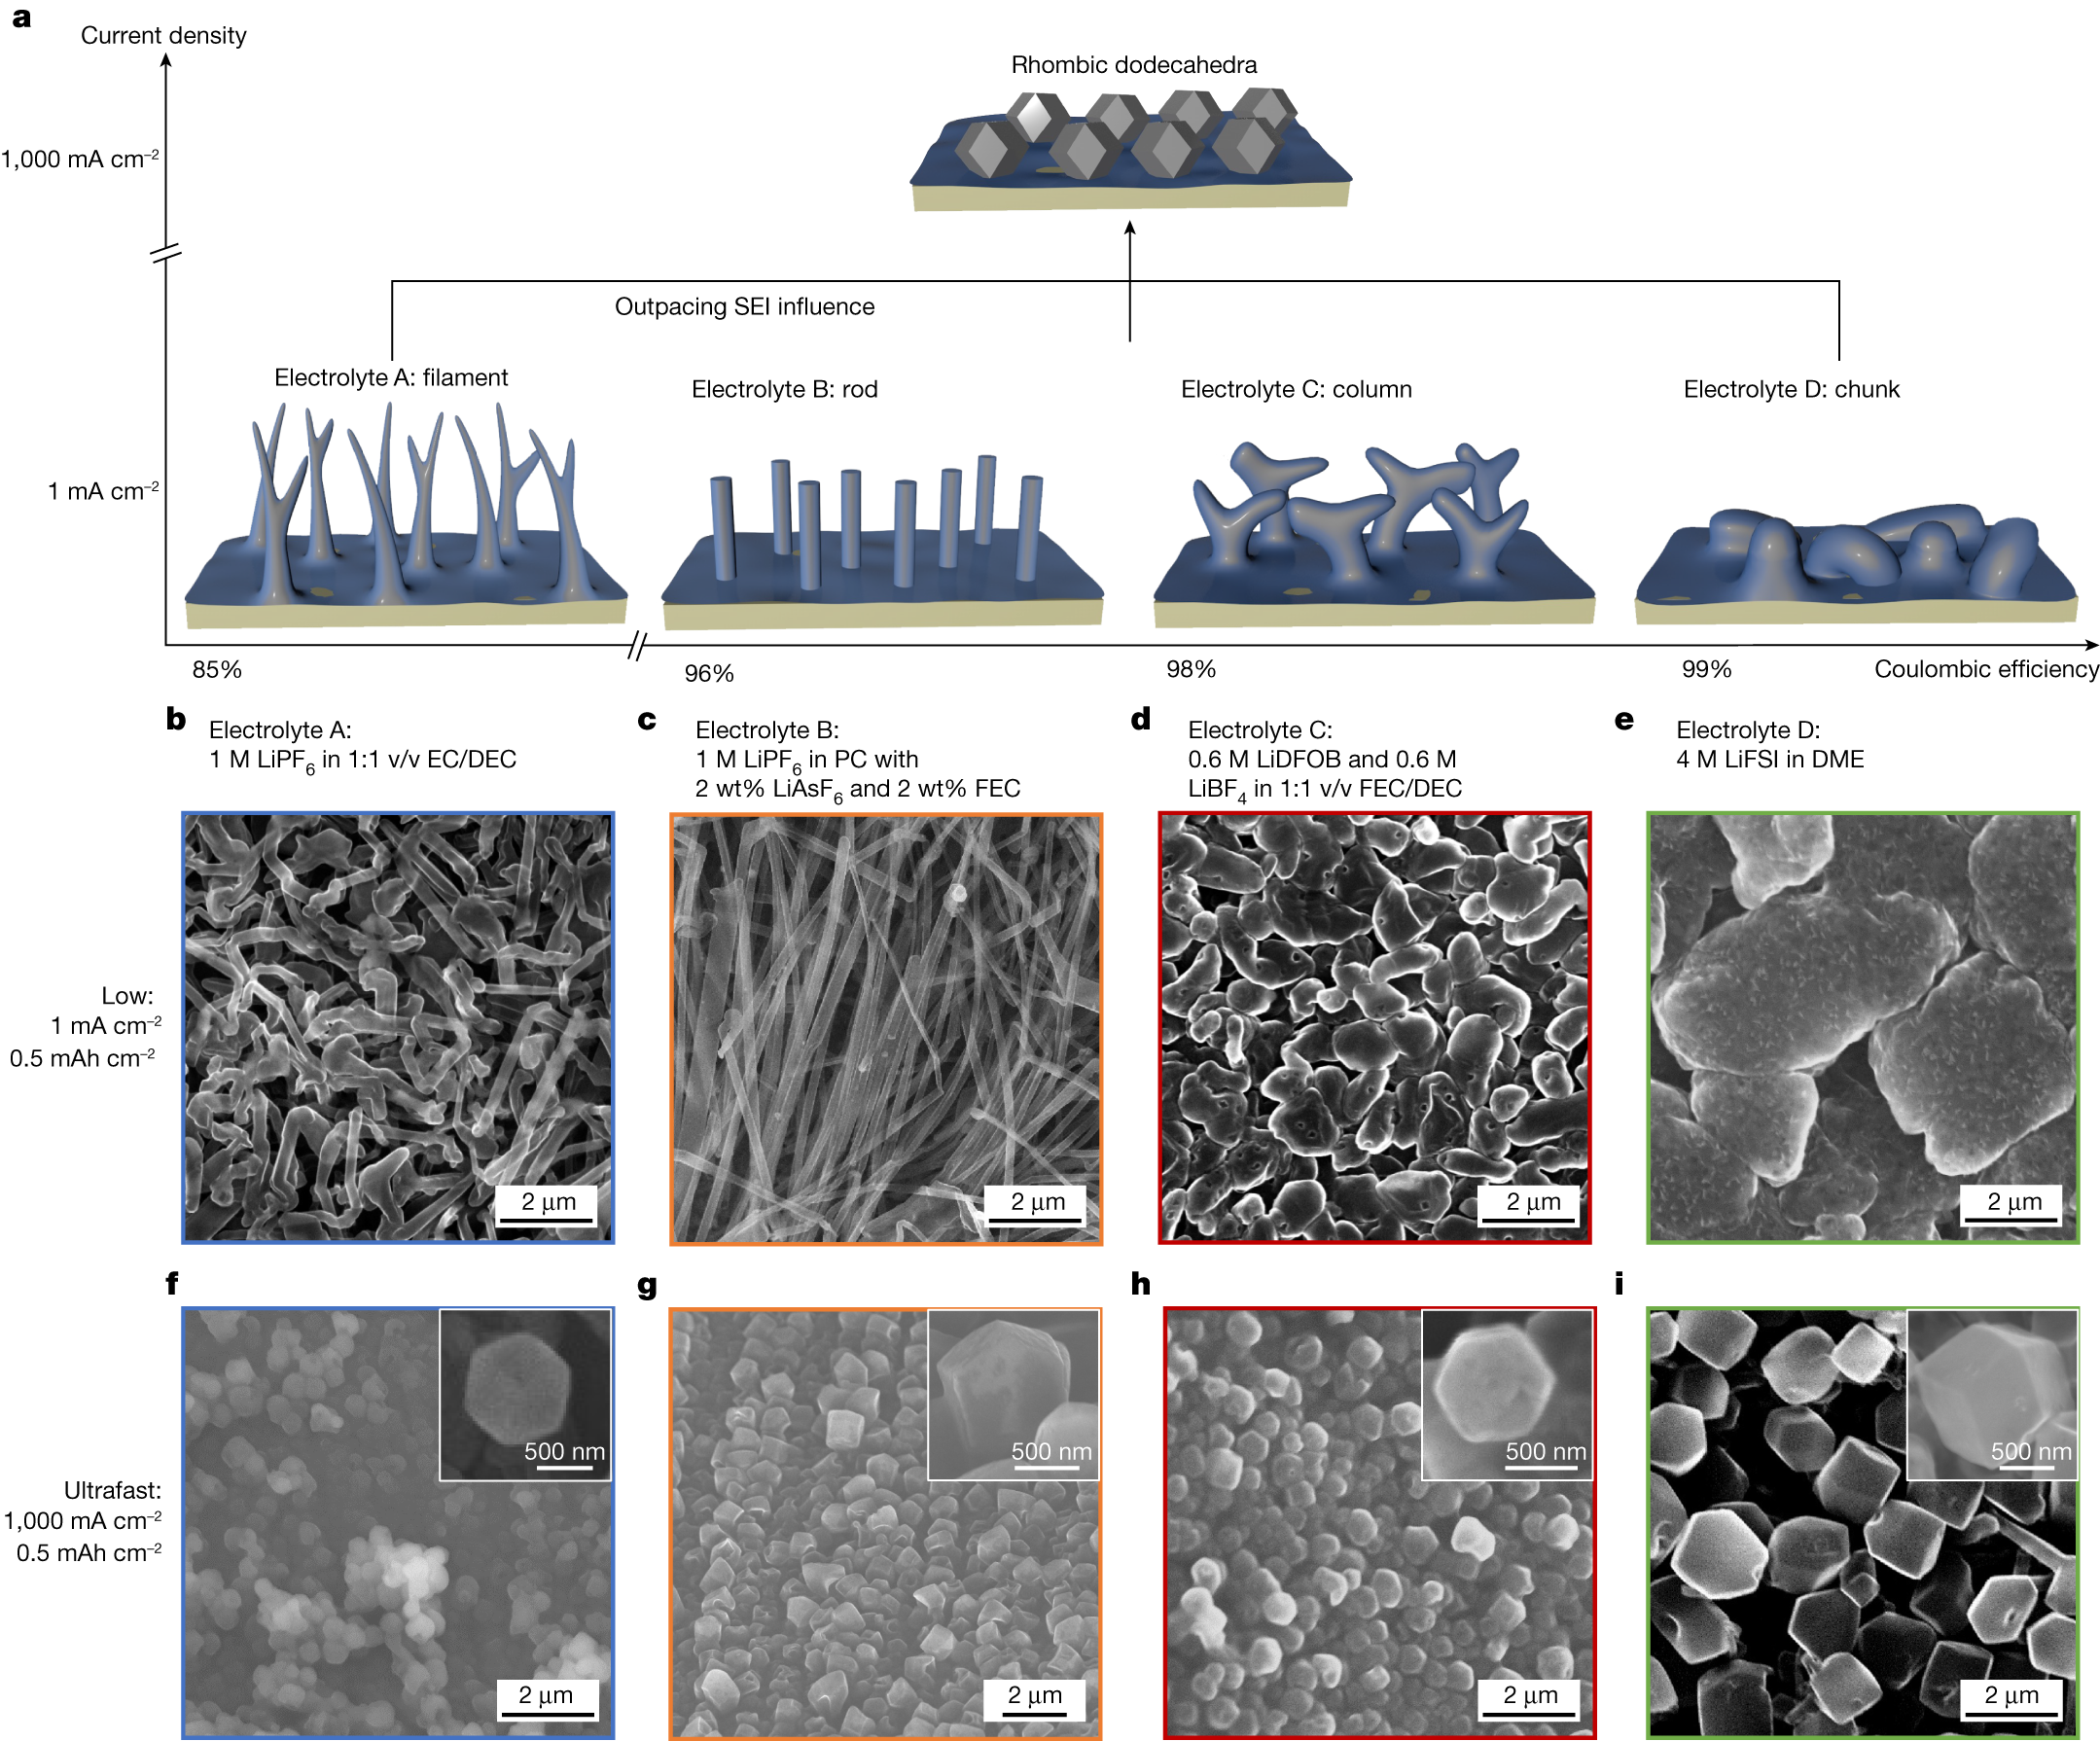 a
Current density
Rhombic dodecahedra
1,000 mA cm⁻²
Outpacing SEI influence
Electrolyte A: filament
Electrolyte B: rod
Electrolyte C: column
Electrolyte D: chunk
1 mA cm⁻²
85%
96%
98%
99%
Coulombic efficiency
b
Electrolyte A:
1 M LiPF₆ in 1:1 v/v EC/DEC
c
Electrolyte B:
1 M LiPF₆ in PC with
2 wt% LiAsF₆ and 2 wt% FEC
d
Electrolyte C:
0.6 M LiDFOB and 0.6 M
LiBF₄ in 1:1 v/v FEC/DEC
e
Electrolyte D:
4 M LiFSI in DME
Low:
1 mA cm⁻²
0.5 mAh cm⁻²
2 μm
2 μm
2 μm
2 μm
f
g
h
i
500 nm
500 nm
500 nm
500 nm
Ultrafast:
1,000 mA cm⁻²
0.5 mAh cm⁻²
2 μm
2 μm
2 μm
2 μm